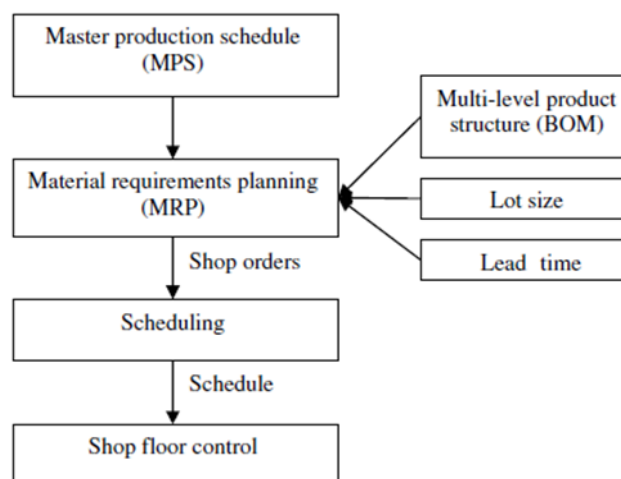 Master production schedule
(MPS)
Multi-level product
structure (BOM)
Material requirements planning
(MRP)
Lot size
Shop orders
Lead time
Scheduling
Schedule
Shop floor control